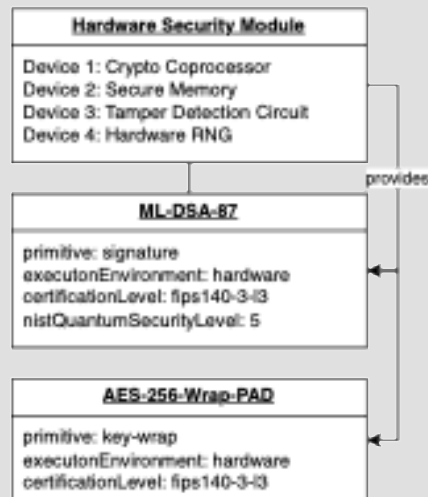 Hardware Security Module
Device 1: Crypto Coprocessor
Device 2: Secure Memory
Device 3: Tamper Detection Circuit
Device 4: Hardware RNG
provides
ML-DSA-87
primitive: signature
executonEnvironment: hardware
certificationLevel: fips140-3-l3
nistQuantumSecurityLevel: 5
AES-256-Wrap-PAD
primitive: key-wrap
executonEnvironment: hardware
certificationLevel: fips140-3-l3